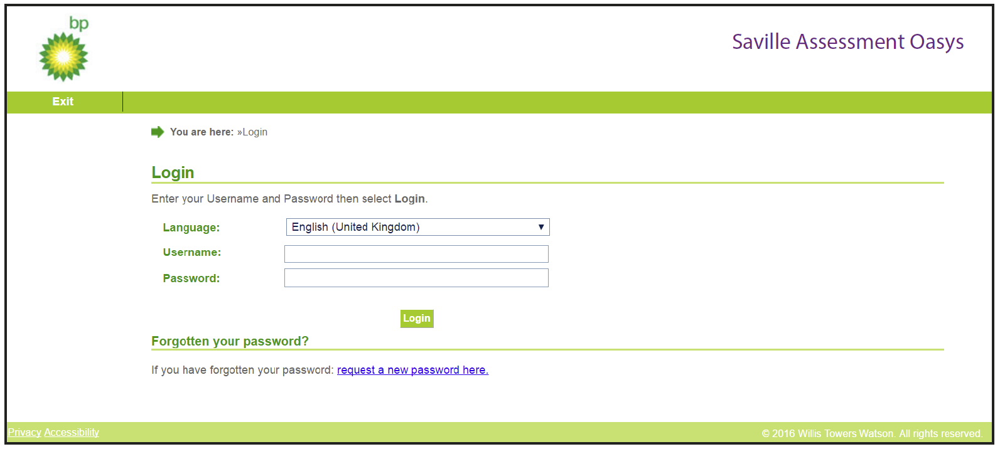 bp
Saville Assessment Oasys
Exit
You are here: »Login
Login
Enter your Username and Password then select Login.
Language: English (United Kingdom)
Username:
Password:
Login
Forgotten your password?
If you have forgotten your password: request a new password here.
Privacy Accessibility © 2016 Willis Towers Watson. All rights reserved.